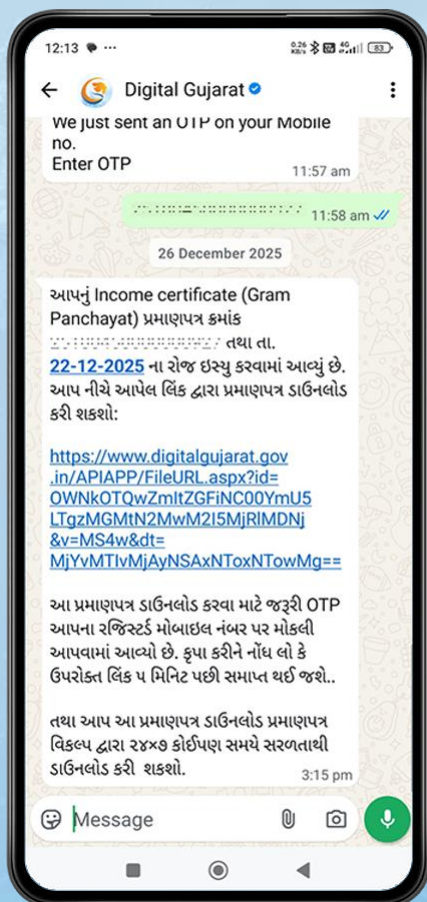 12:13
0.26
KB/s
4G
83
Digital Gujarat
We just sent an OTP on your Mobile
no.
Enter OTP
11:57 am
11:58 am
26 December 2025
આપનું Income certificate (Gram
Panchayat) પ્રમાણપત્ર ક્રમાંક
તથા તા.
22-12-2025 ના રોજ ઇસ્યુ કરવામાં આવ્યું છે.
આપ નીચે આપેલ લિંક દ્વારા પ્રમાણપત્ર ડાઉનલોડ
કરી શકશો:
https://www.digitalgujarat.gov
.in/APIAPP/FileURL.aspx?id=
OWNkOTQwZmItZGFiNC00YmU5
LTgzMGMtN2MwM2I5MjRlMDNj
&v=MS4w&dt=
MjYvMTIvMjAyNSAxNToxNTowMg==
આ પ્રમાણપત્ર ડાઉનલોડ કરવા માટે જરૂરી OTP
આપના રજિસ્ટર્ડ મોબાઇલ નંબર પર મોકલી
આપવામાં આવ્યો છે. કૃપા કરીને નોંધ લો કે
ઉપરોક્ત લિંક ૫ મિનિટ પછી સમાપ્ત થઈ જશે..
તથા આપ આ પ્રમાણપત્ર ડાઉનલોડ પ્રમાણપત્ર
વિકલ્પ દ્વારા ૨૪×૭ કોઈપણ સમયે સરળતાથી
ડાઉનલોડ કરી શકશો.
3:15 pm
Message